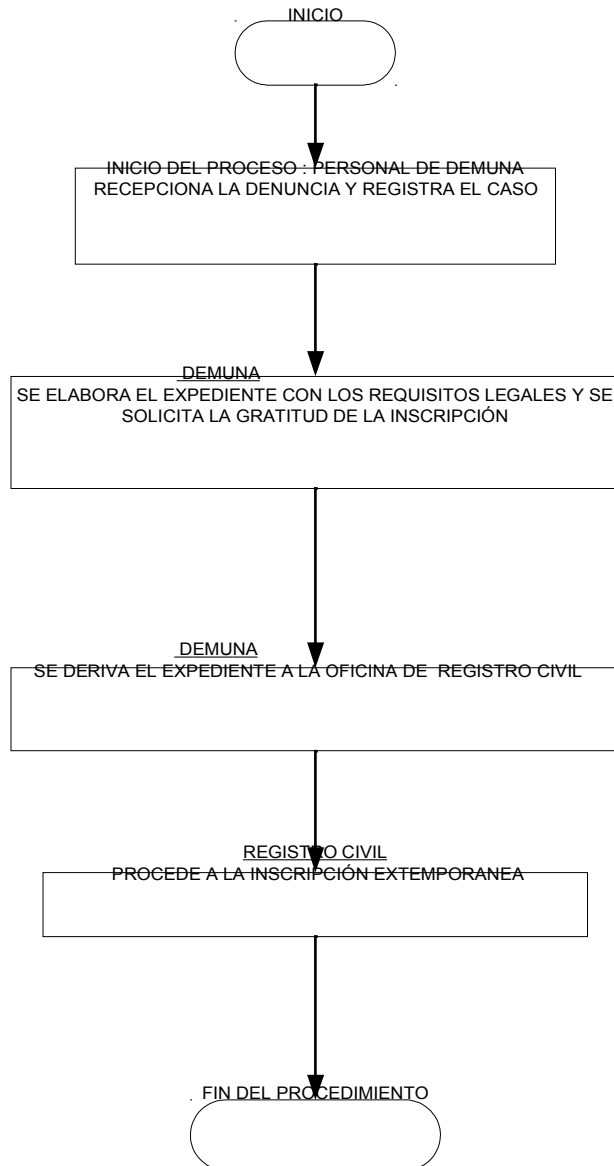 INICIO
INICIO DEL PROCESO : PERSONAL DE DEMUNA
RECEPCIONA LA DENUNCIA Y REGISTRA EL CASO
DEMUNA
SE ELABORA EL EXPEDIENTE CON LOS REQUISITOS LEGALES Y SE
SOLICITA LA GRATITUD DE LA INSCRIPCIÓN
DEMUNA
SE DERIVA EL EXPEDIENTE A LA OFICINA DE REGISTRO CIVIL
REGISTRO CIVIL
PROCEDE A LA INSCRIPCIÓN EXTEMPORANEA
FIN DEL PROCEDIMIENTO